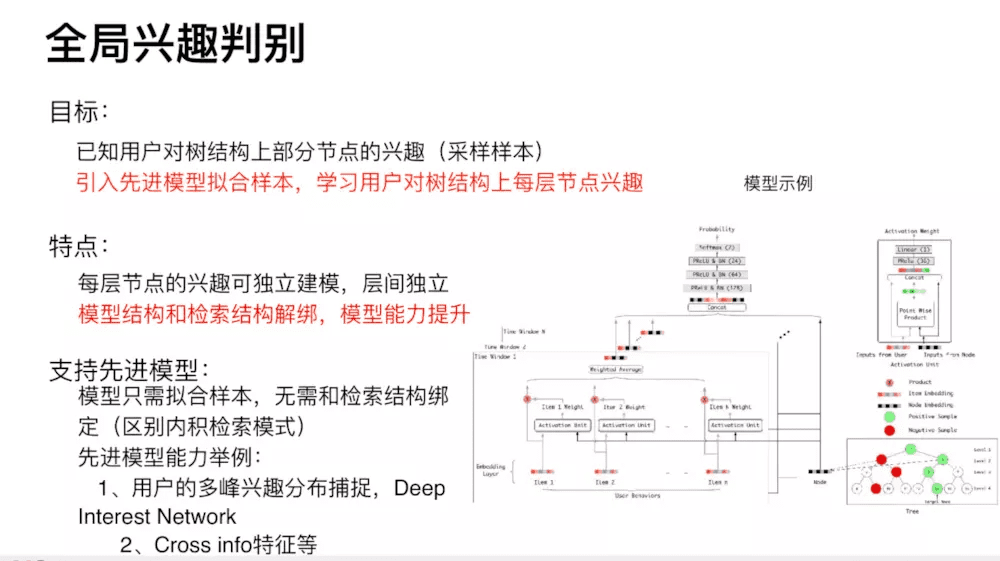 全局兴趣判别
目标：
已知用户对树结构上部分节点的兴趣（采样样本）
引入先进模型拟合样本，学习用户对树结构上每层节点兴趣
特点：
每层节点的兴趣可独立建模，层间独立
模型结构和检索结构解绑，模型能力提升
支持先进模型：
模型只需拟合样本，无需和检索结构绑
定（区别内积检索模式）
先进模型能力举例：
1、用户的多峰兴趣分布捕捉，Deep
Interest Network
2、Cross info特征等
模型示例
Probability
Softmax (2)
PReLU & BN (24)
PReLU & BN (64)
PReLU & BN (128)
Concat
Time Window N
Time Window 2
Time Window 1
Weighted Average
Item 1 Weight
Item 2 Weight
Item n Weight
Activation Unit
Activation Unit
Activation Unit
Embedding
Layer
Item 1
Item 2
Item n
Node
User Behaviors
Activation Weight
Linear (1)
PRelu (36)
Concat
Point Wise
Product
Inputs from User
Inputs from Node
Activation Unit
Product
Item Embedding
Node Embedding
Positive Sample
Negative Sample
Level 1
Level 2
Level 3
Level 4
Target Node
Tree